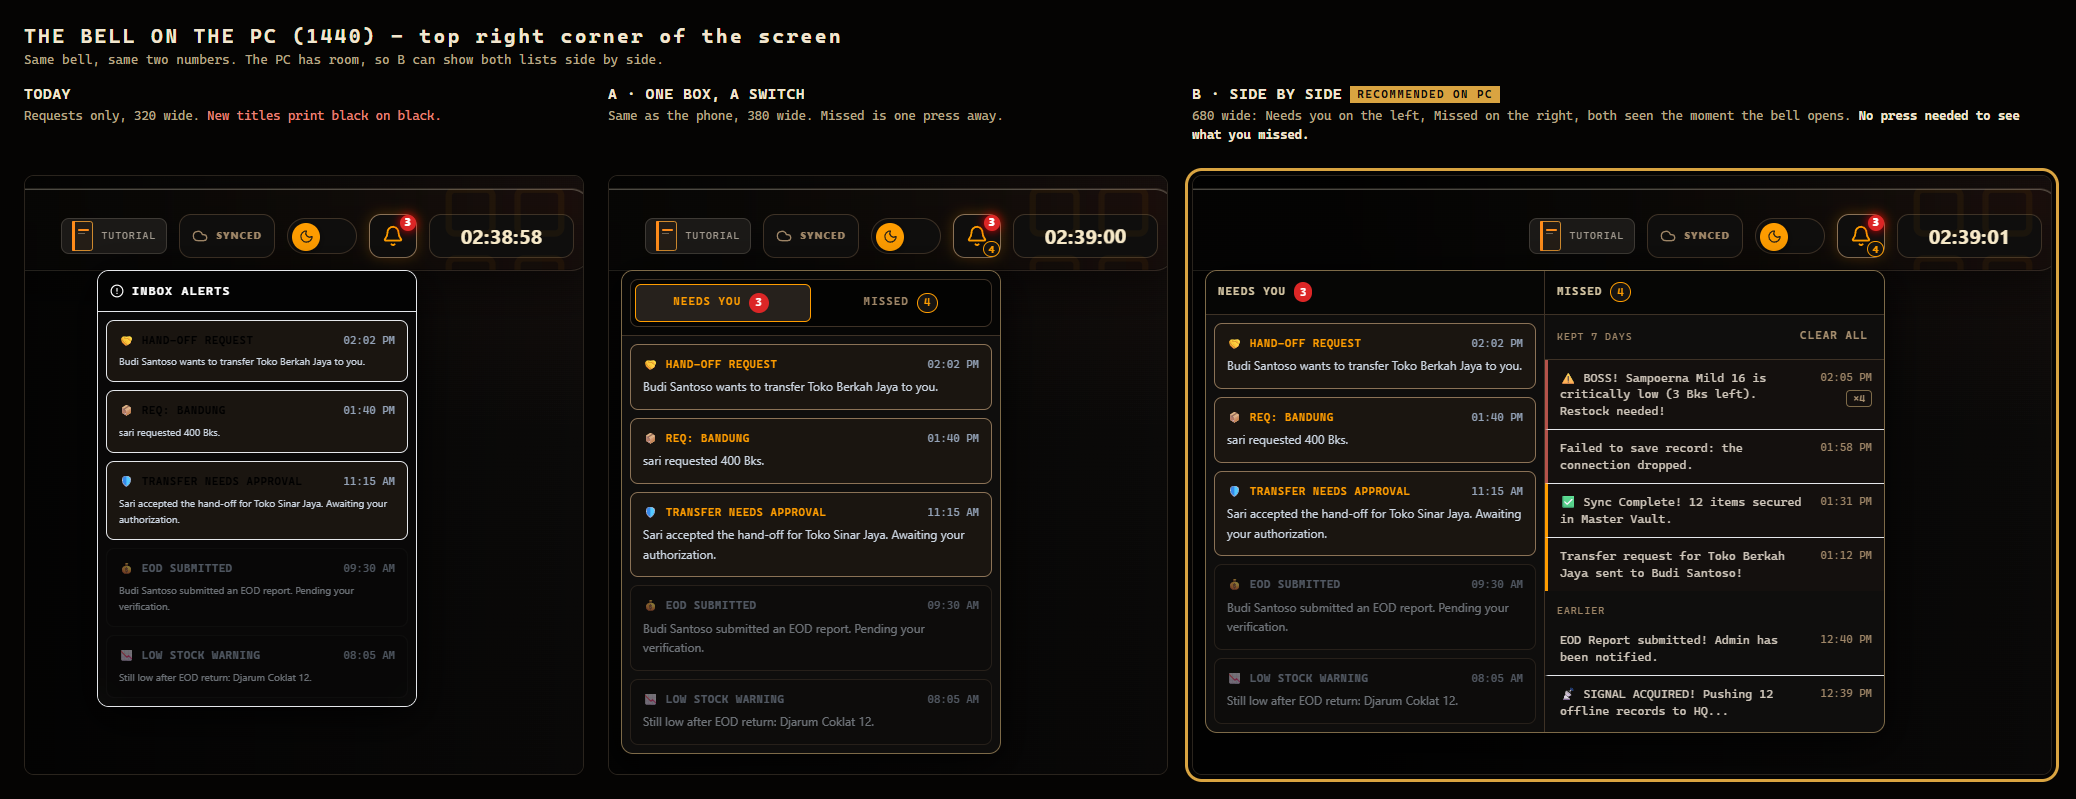 THE BELL ON THE PC (1440) – top right corner of the screen
Same bell, same two numbers. The PC has room, so B can show both lists side by side.
TODAY
Requests only, 320 wide. New titles print black on black.
TUTORIAL
SYNCED
3
02:38:58
INBOX ALERTS
HAND-OFF REQUEST 02:02 PM
Budi Santoso wants to transfer Toko Berkah Jaya to you.
REQ: BANDUNG 01:40 PM
sari requested 400 Bks.
TRANSFER NEEDS APPROVAL 11:15 AM
Sari accepted the hand-off for Toko Sinar Jaya. Awaiting your
authorization.
EOD SUBMITTED 09:30 AM
Budi Santoso submitted an EOD report. Pending your
verification.
LOW STOCK WARNING 08:05 AM
Still low after EOD return: Djarum Coklat 12.
A · ONE BOX, A SWITCH
Same as the phone, 380 wide. Missed is one press away.
TUTORIAL
SYNCED
3
4
02:39:00
NEEDS YOU 3
MISSED 4
HAND-OFF REQUEST 02:02 PM
Budi Santoso wants to transfer Toko Berkah Jaya to you.
REQ: BANDUNG 01:40 PM
sari requested 400 Bks.
TRANSFER NEEDS APPROVAL 11:15 AM
Sari accepted the hand-off for Toko Sinar Jaya. Awaiting your
authorization.
EOD SUBMITTED 09:30 AM
Budi Santoso submitted an EOD report. Pending your
verification.
LOW STOCK WARNING 08:05 AM
Still low after EOD return: Djarum Coklat 12.
B · SIDE BY SIDE RECOMMENDED ON PC
680 wide: Needs you on the left, Missed on the right, both seen the moment the bell opens. No press needed to see
what you missed.
TUTORIAL
SYNCED
3
4
02:39:01
NEEDS YOU 3
HAND-OFF REQUEST 02:02 PM
Budi Santoso wants to transfer Toko Berkah Jaya to you.
REQ: BANDUNG 01:40 PM
sari requested 400 Bks.
TRANSFER NEEDS APPROVAL 11:15 AM
Sari accepted the hand-off for Toko Sinar Jaya. Awaiting
your authorization.
EOD SUBMITTED 09:30 AM
Budi Santoso submitted an EOD report. Pending your
verification.
LOW STOCK WARNING 08:05 AM
Still low after EOD return: Djarum Coklat 12.
MISSED 4
KEPT 7 DAYS CLEAR ALL
⚠️ BOSS! Sampoerna Mild 16 is 02:05 PM
critically low (3 Bks left). ×4
Restock needed!
Failed to save record: the 01:58 PM
connection dropped.
✅ Sync Complete! 12 items secured 01:31 PM
in Master Vault.
Transfer request for Toko Berkah 01:12 PM
Jaya sent to Budi Santoso!
EARLIER
EOD Report submitted! Admin has 12:40 PM
been notified.
📡 SIGNAL ACQUIRED! Pushing 12 12:39 PM
offline records to HQ...